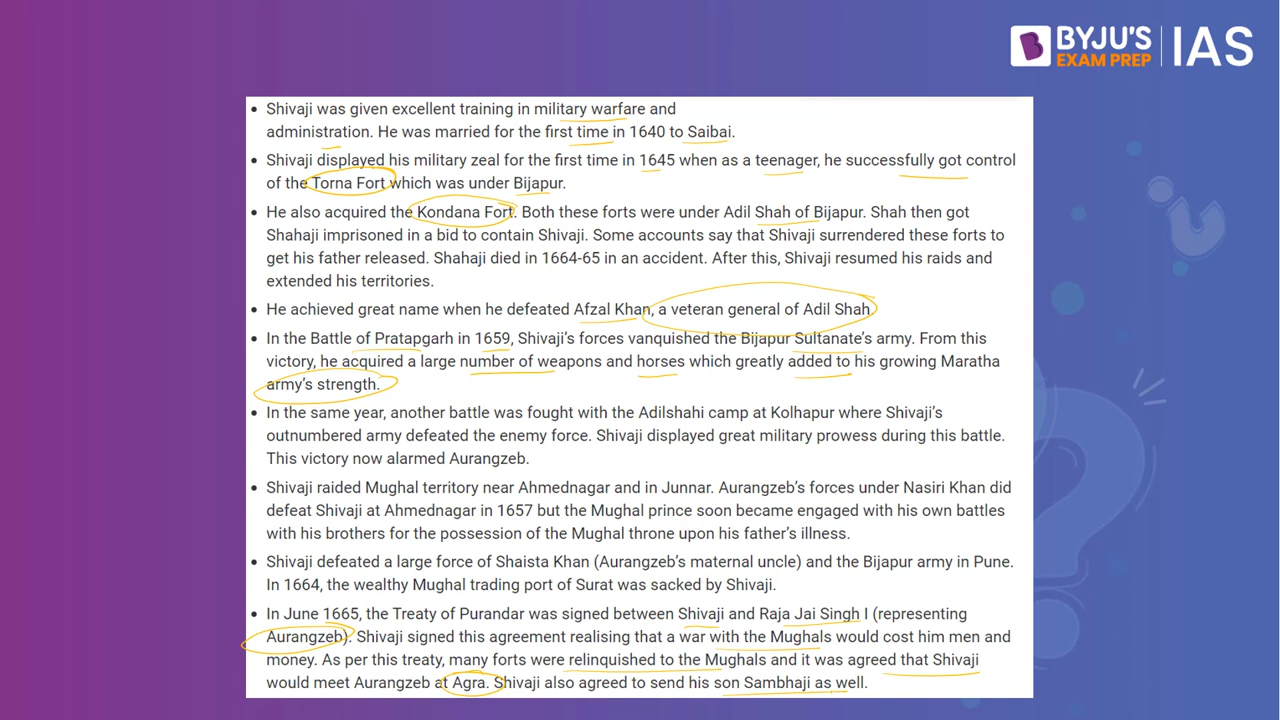 BYJU'S
EXAM PREP
IAS
• Shivaji was given excellent training in military warfare and
administration. He was married for the first time in 1640 to Saibai.
• Shivaji displayed his military zeal for the first time in 1645 when as a teenager, he successfully got control
of the Torna Fort which was under Bijapur.
• He also acquired the Kondana Fort. Both these forts were under Adil Shah of Bijapur. Shah then got
Shahaji imprisoned in a bid to contain Shivaji. Some accounts say that Shivaji surrendered these forts to
get his father released. Shahaji died in 1664-65 in an accident. After this, Shivaji resumed his raids and
extended his territories.
• He achieved great name when he defeated Afzal Khan, a veteran general of Adil Shah
• In the Battle of Pratapgarh in 1659, Shivaji's forces vanquished the Bijapur Sultanate's army. From this
victory, he acquired a large number of weapons and horses which greatly added to his growing Maratha
army's strength.
• In the same year, another battle was fought with the Adilshahi camp at Kolhapur where Shivaji's
outnumbered army defeated the enemy force. Shivaji displayed great military prowess during this battle.
This victory now alarmed Aurangzeb.
• Shivaji raided Mughal territory near Ahmednagar and in Junnar. Aurangzeb's forces under Nasiri Khan did
defeat Shivaji at Ahmednagar in 1657 but the Mughal prince soon became engaged with his own battles
with his brothers for the possession of the Mughal throne upon his father's illness.
• Shivaji defeated a large force of Shaista Khan (Aurangzeb's maternal uncle) and the Bijapur army in Pune.
In 1664, the wealthy Mughal trading port of Surat was sacked by Shivaji.
• In June 1665, the Treaty of Purandar was signed between Shivaji and Raja Jai Singh I (representing
Aurangzeb). Shivaji signed this agreement realising that a war with the Mughals would cost him men and
money. As per this treaty, many forts were relinquished to the Mughals and it was agreed that Shivaji
would meet Aurangzeb at Agra. Shivaji also agreed to send his son Sambhaji as well.